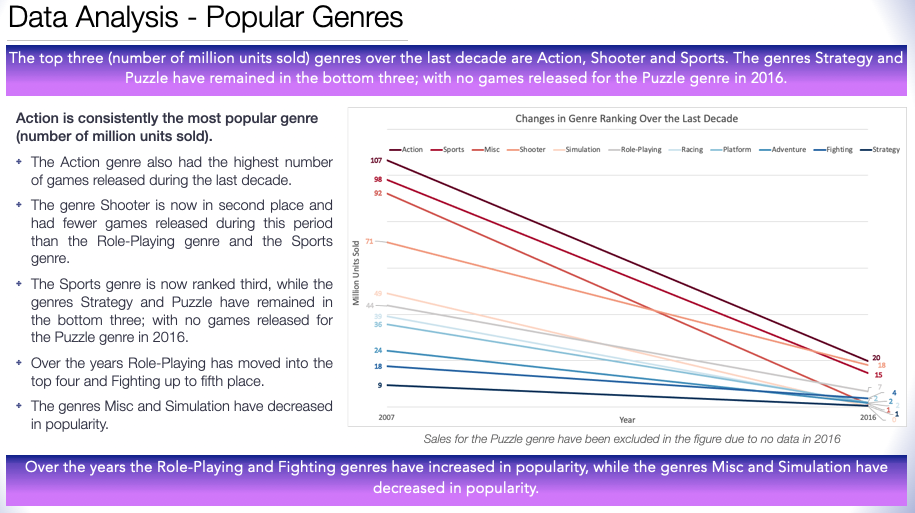 Data Analysis - Popular Genres
The top three (number of million units sold) genres over the last decade are Action, Shooter and Sports. The genres Strategy and
Puzzle have remained in the bottom three; with no games released for the Puzzle genre in 2016.
Action is consistently the most popular genre
(number of million units sold).
+ The Action genre also had the highest number
of games released during the last decade.
+ The genre Shooter is now in second place and
had fewer games released during this period
than the Role-Playing genre and the Sports
genre.
+ The Sports genre is now ranked third, while the
genres Strategy and Puzzle have remained in
the bottom three; with no games released for
the Puzzle genre in 2016.
+ Over the years Role-Playing has moved into the
top four and Fighting up to fifth place.
+ The genres Misc and Simulation have decreased
in popularity.
Changes in Genre Ranking Over the Last Decade
Action Sports Misc Shooter Simulation Role-Playing Racing Platform Adventure Fighting Strategy
107
98
92
71
49
44
39
36
24
18
9
Million Units Sold
20
18
15
7
4
2
2
1
1
2007
Year
2016
Sales for the Puzzle genre have been excluded in the figure due to no data in 2016
Over the years the Role-Playing and Fighting genres have increased in popularity, while the genres Misc and Simulation have
decreased in popularity.